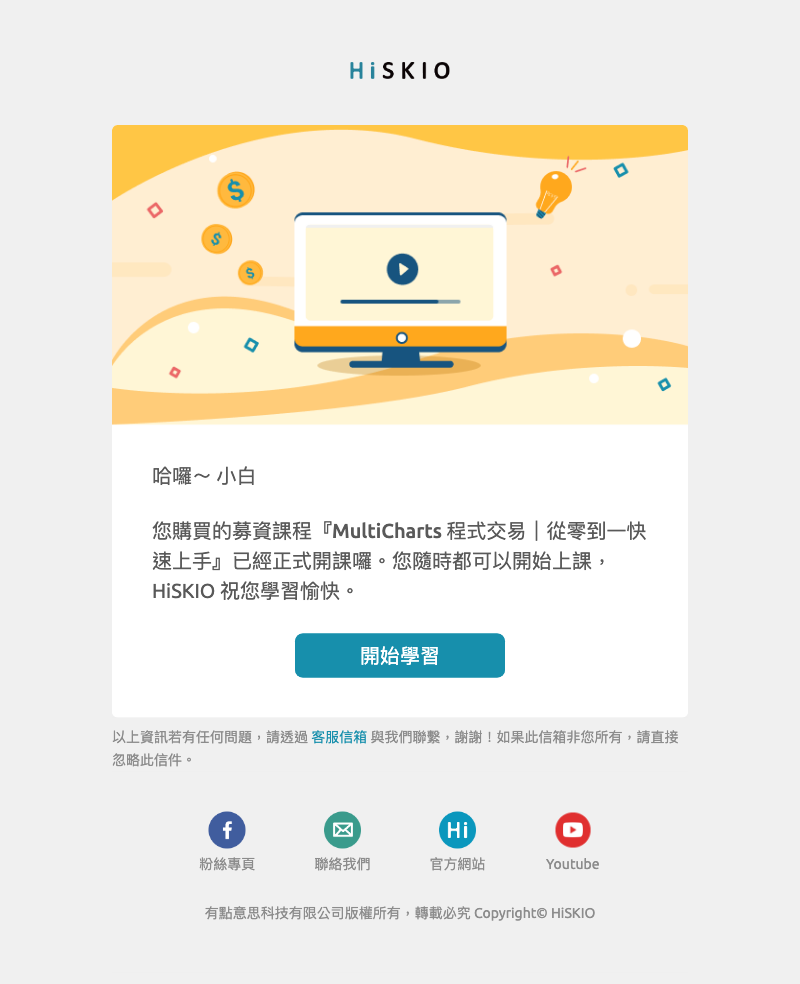 HiSKIO
$
$
$
哈囉～ 小白
您購買的募資課程『MultiCharts 程式交易｜從零到一快
速上手』已經正式開課囉。您隨時都可以開始上課，
HiSKIO 祝您學習愉快。
開始學習
以上資訊若有任何問題，請透過 客服信箱 與我們聯繫，謝謝！如果此信箱非您所有，請直接
忽略此信件。
f
Hi
粉絲專頁 聯絡我們 官方網站 Youtube
有點意思科技有限公司版權所有，轉載必究 Copyright© HiSKIO